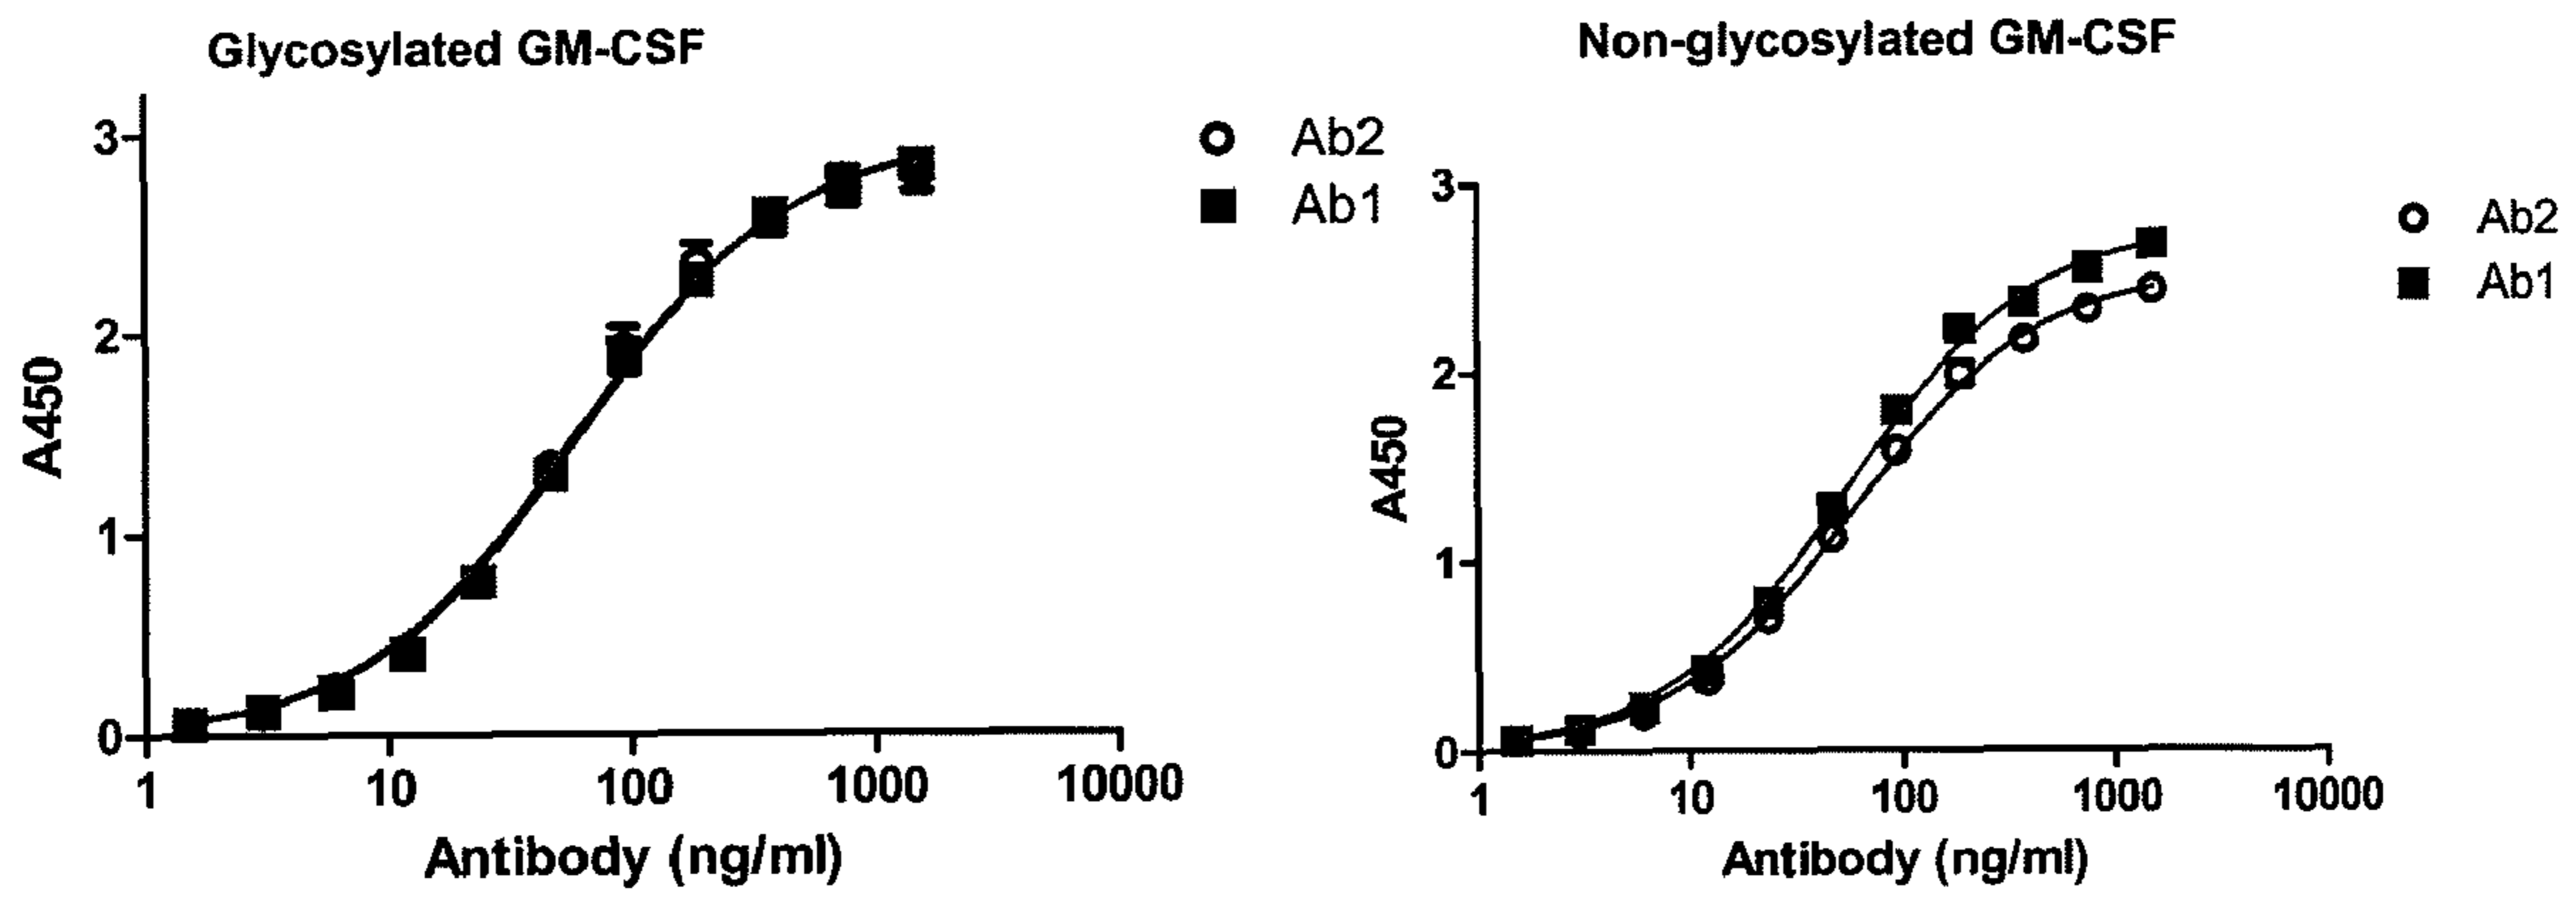 Glycosylated GM-CSF
3
2
1
0
A450
1 10 100 1000 10000
Antibody (ng/ml)
Ab2
Ab1
Non-glycosylated GM-CSF
3
2
1
0
A450
1 10 100 1000 10000
Antibody (ng/ml)
Ab2
Ab1